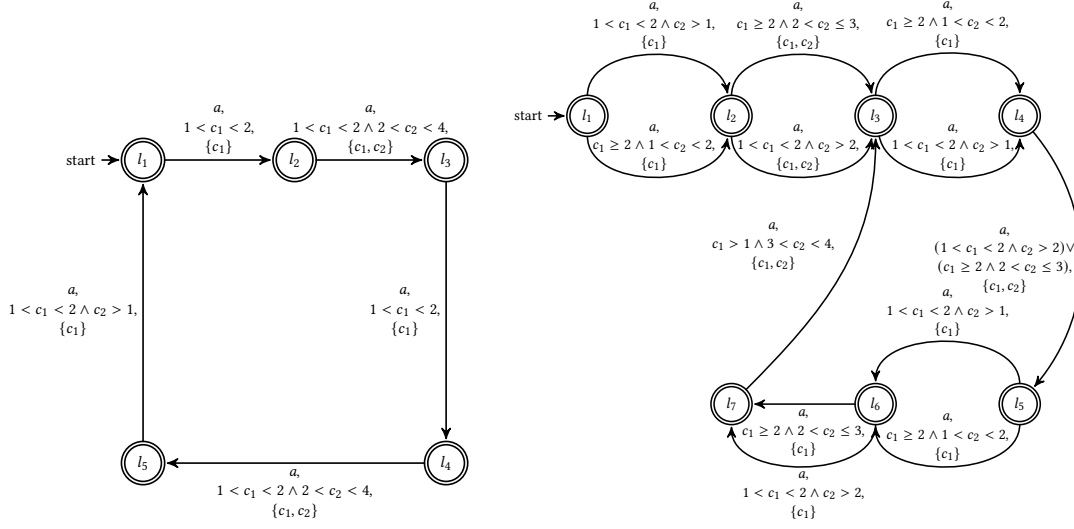 a,
1 < c₁ < 2,
{c₁}
a,
1 < c₁ < 2 ∧ 2 < c₂ < 4,
{c₁, c₂}
start
l₁
l₂
l₃
a,
1 < c₁ < 2 ∧ c₂ > 1,
{c₁}
a,
1 < c₁ < 2,
{c₁}
l₅
l₄
a,
1 < c₁ < 2 ∧ 2 < c₂ < 4,
{c₁, c₂}
a,
1 < c₁ < 2 ∧ c₂ > 1,
{c₁}
a,
c₁ ≥ 2 ∧ 2 < c₂ ≤ 3,
{c₁, c₂}
a,
c₁ ≥ 2 ∧ 1 < c₂ < 2,
{c₁}
start
l₁
l₂
l₃
l₄
a,
c₁ ≥ 2 ∧ 1 < c₂ < 2,
{c₁}
a,
1 < c₁ < 2 ∧ c₂ > 2,
{c₁, c₂}
a,
1 < c₁ < 2 ∧ c₂ > 1,
{c₁}
a,
c₁ > 1 ∧ 3 < c₂ < 4,
{c₁, c₂}
a,
(1 < c₁ < 2 ∧ c₂ > 2)∨
(c₁ ≥ 2 ∧ 2 < c₂ ≤ 3),
{c₁, c₂}
a,
1 < c₁ < 2 ∧ c₂ > 1,
{c₁}
l₇
l₆
l₅
a,
c₁ ≥ 2 ∧ 2 < c₂ ≤ 3,
{c₁}
a,
c₁ ≥ 2 ∧ 1 < c₂ < 2,
{c₁}
a,
1 < c₁ < 2 ∧ c₂ > 2,
{c₁}